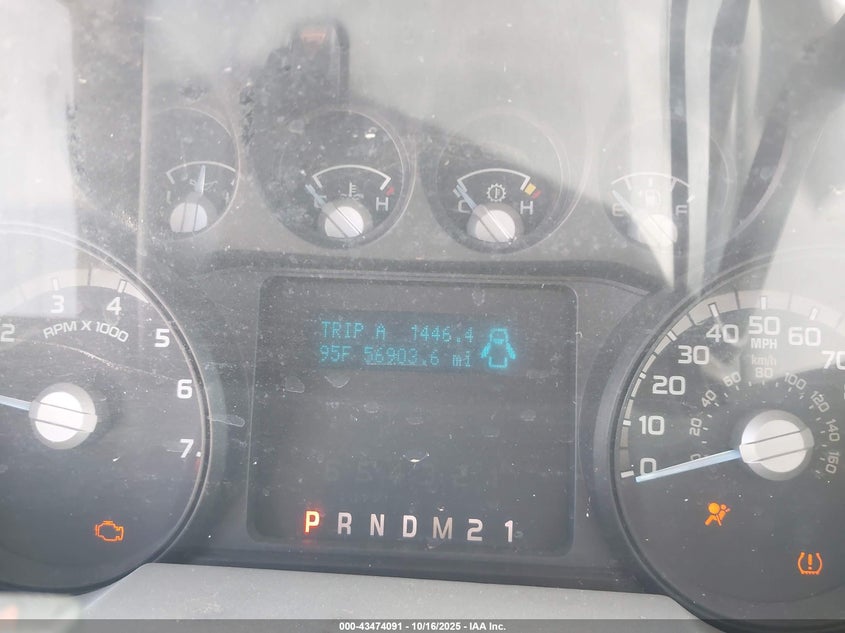 H
C H
E F
2 3 4 5 6 7
RPM X 1000
TRIP A 1446.4
95F 56903.6 mi
0 10 20 30 40 50 60 70
MPH
km/h
60 80 100 120 140 160
P R N D M 2 1
000-43474091 - 10/16/2025 - IAA Inc.